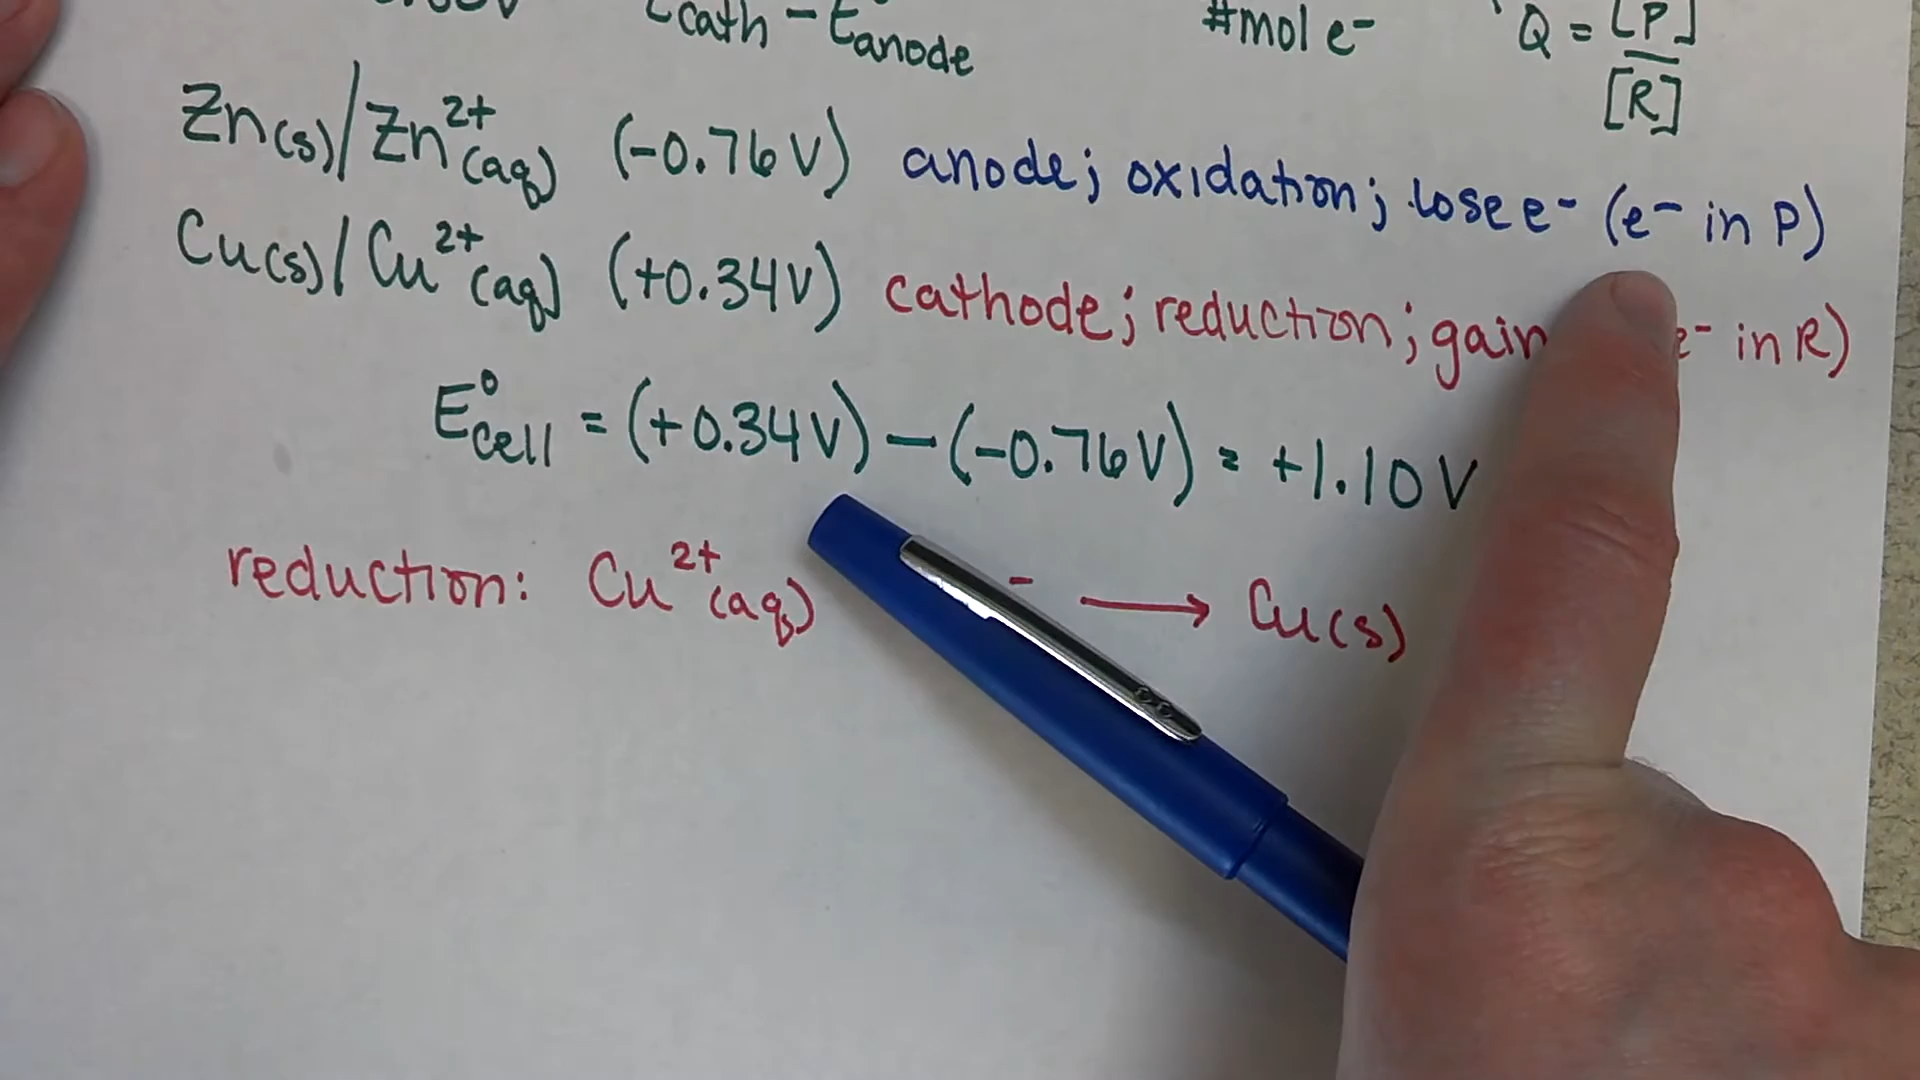 cath - E anode
#mol e⁻
Q = [P]/[R]
Zn(s)/Zn²⁺(aq) (-0.76V) anode; oxidation; lose e⁻ (e⁻ in P)
Cu(s)/Cu²⁺(aq) (+0.34V) cathode; reduction; gain e⁻ in R)
E°cell = (+0.34V) - (-0.76V) = +1.10V
reduction: Cu²⁺(aq) ⁻ → Cu(s)